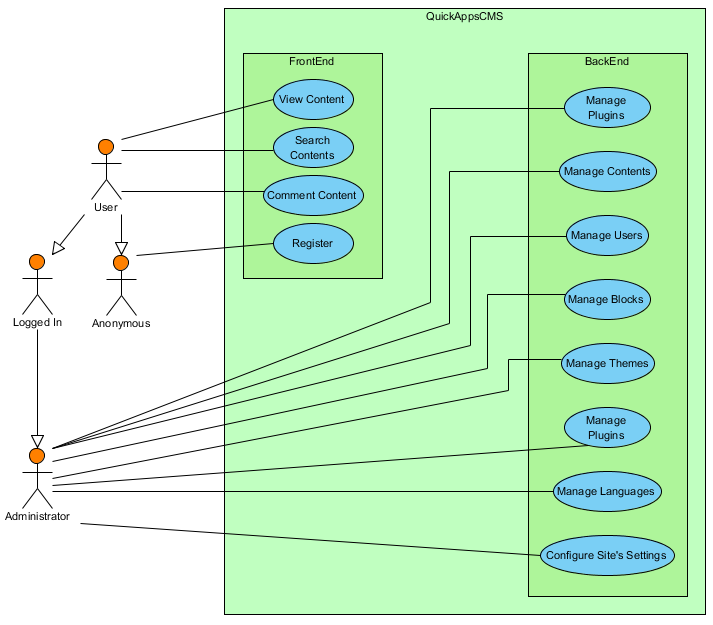 QuickAppsCMS
FrontEnd
View Content
Search
Contents
Comment Content
Register
BackEnd
Manage
Plugins
Manage Contents
Manage Users
Manage Blocks
Manage Themes
Manage
Plugins
Manage Languages
Configure Site's Settings
User
Logged In
Anonymous
Administrator